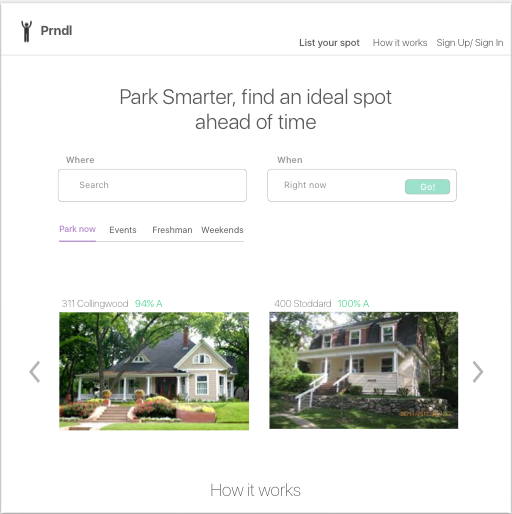 Prndl
List your spot
How it works
Sign Up/ Sign In
Park Smarter, find an ideal spot
ahead of time
Where
When
Search
Right now
Go!
Park now
Events
Freshman
Weekends
311 Collingwood 94% A
400 Stoddard 100% A
How it works